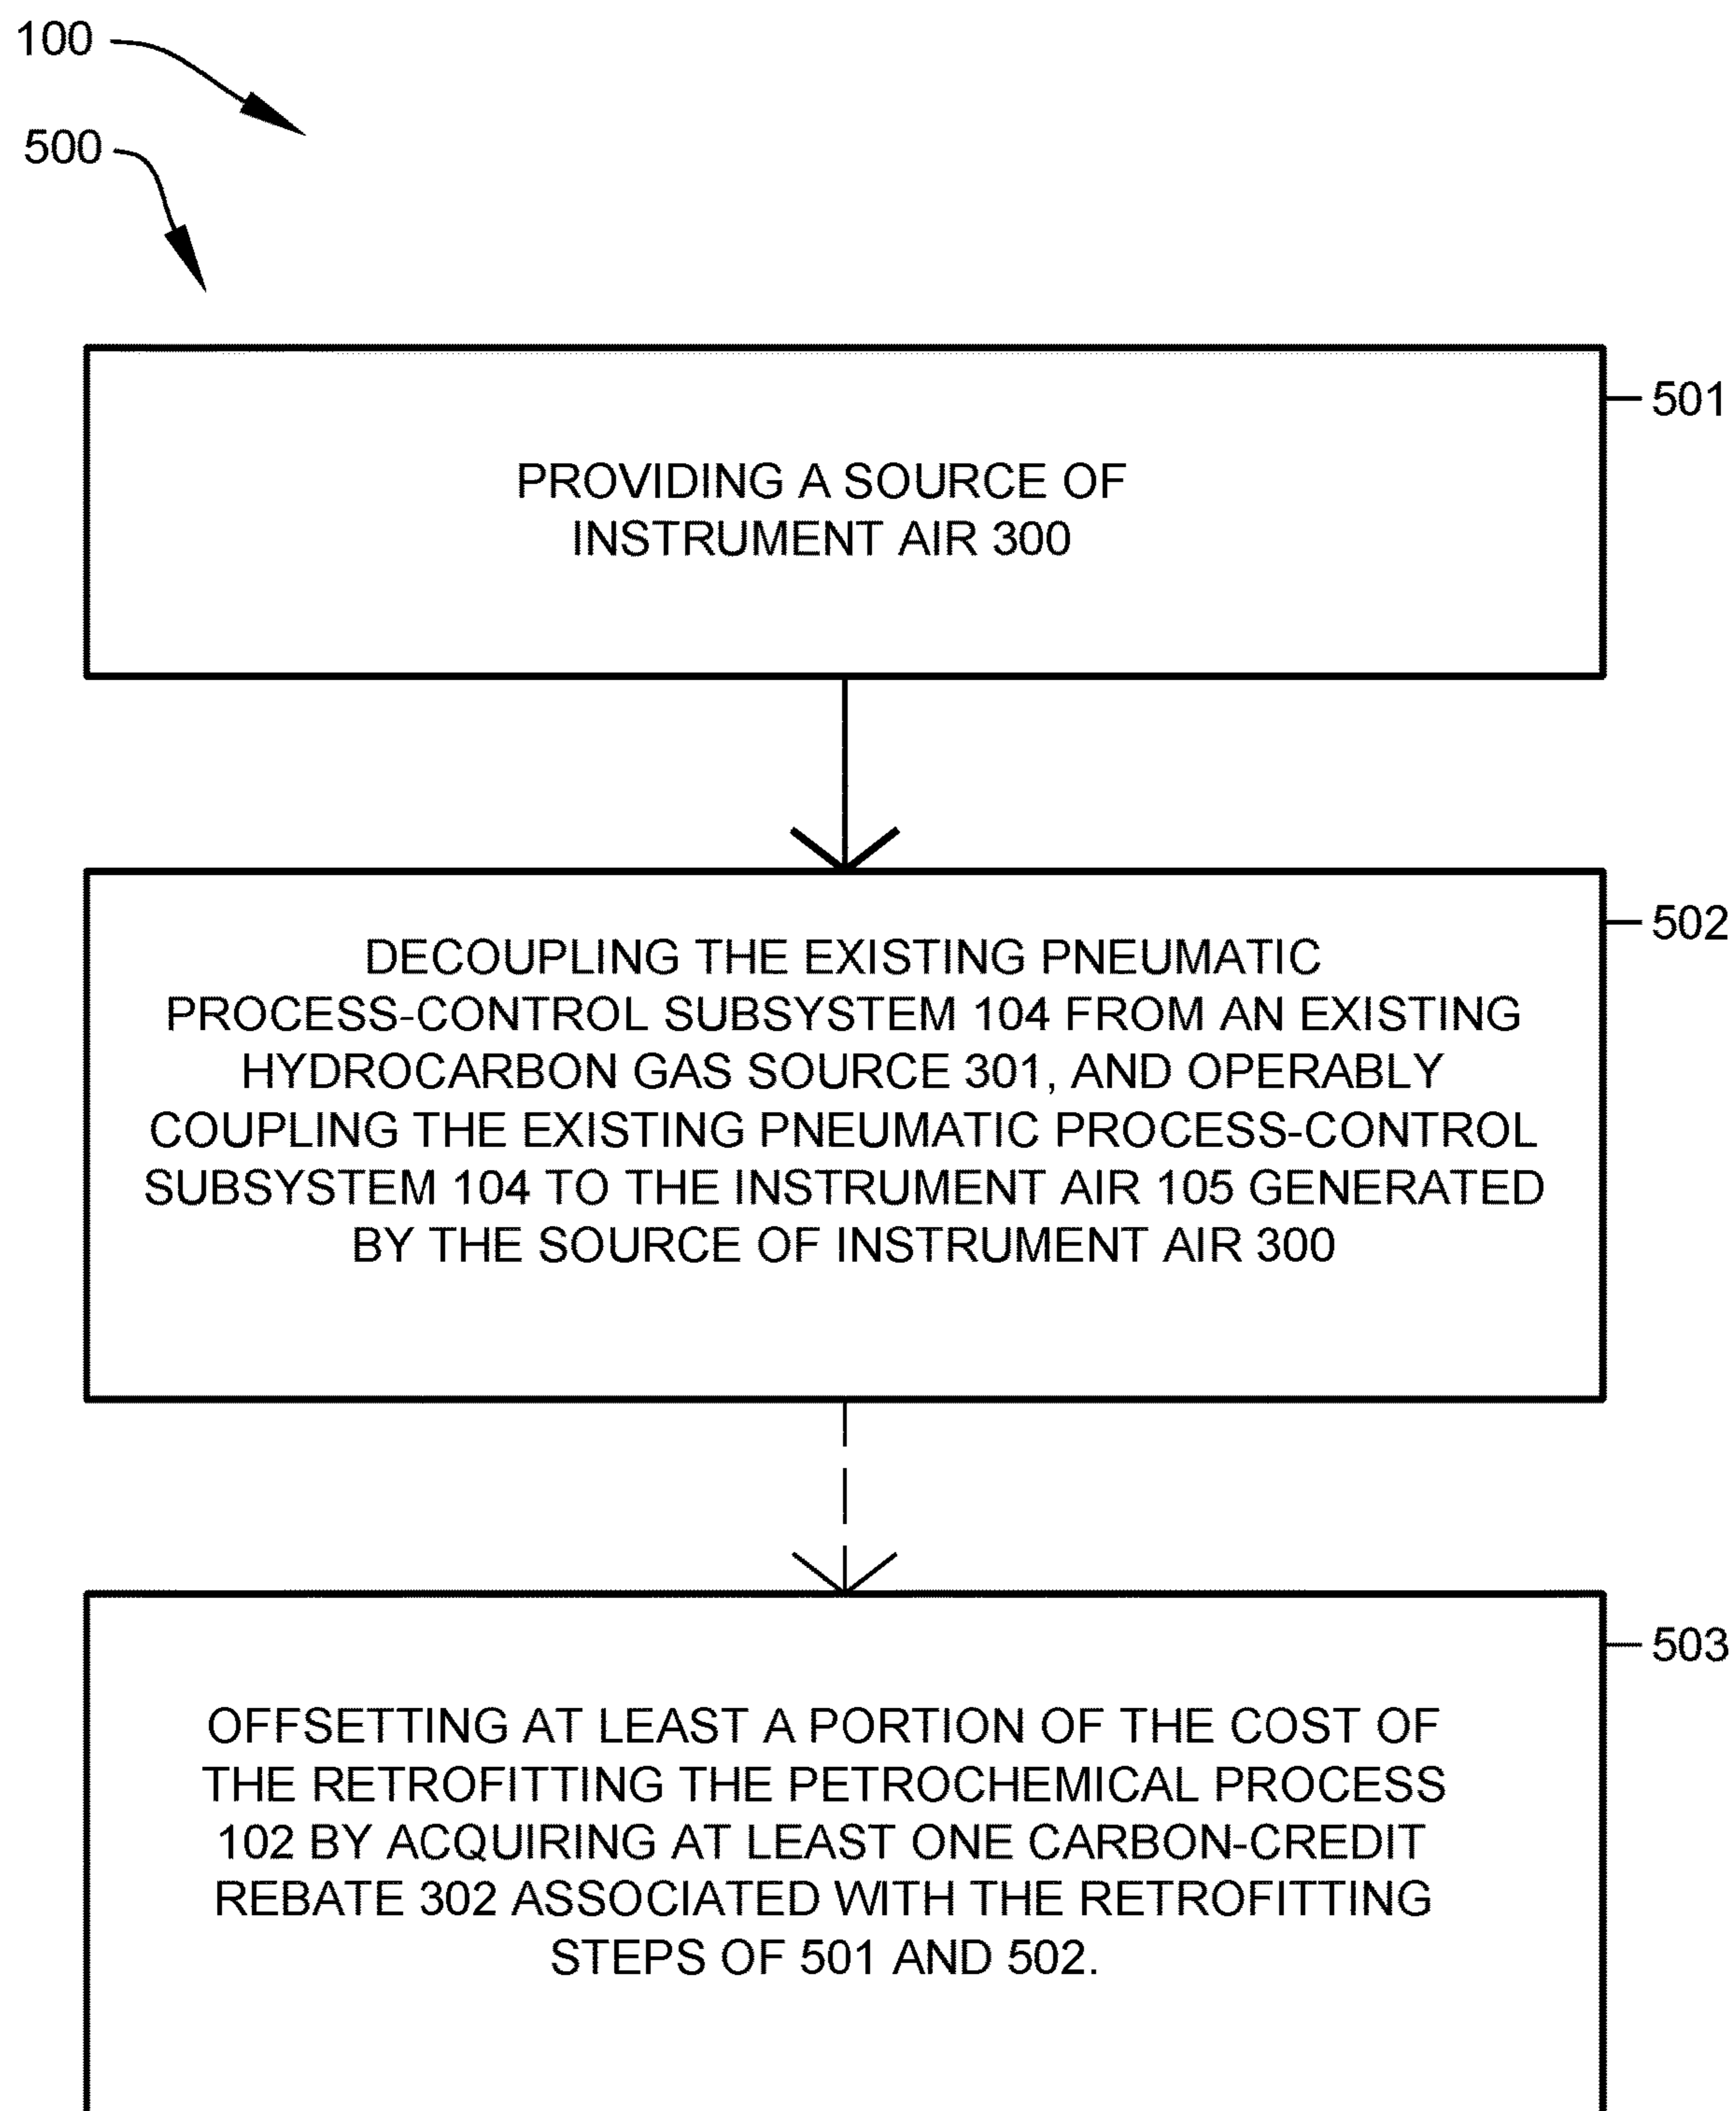 100
500
501
PROVIDING A SOURCE OF
INSTRUMENT AIR 300
502
DECOUPLING THE EXISTING PNEUMATIC
PROCESS-CONTROL SUBSYSTEM 104 FROM AN EXISTING
HYDROCARBON GAS SOURCE 301, AND OPERABLY
COUPLING THE EXISTING PNEUMATIC PROCESS-CONTROL
SUBSYSTEM 104 TO THE INSTRUMENT AIR 105 GENERATED
BY THE SOURCE OF INSTRUMENT AIR 300
503
OFFSETTING AT LEAST A PORTION OF THE COST OF
THE RETROFITTING THE PETROCHEMICAL PROCESS
102 BY ACQUIRING AT LEAST ONE CARBON-CREDIT
REBATE 302 ASSOCIATED WITH THE RETROFITTING
STEPS OF 501 AND 502.